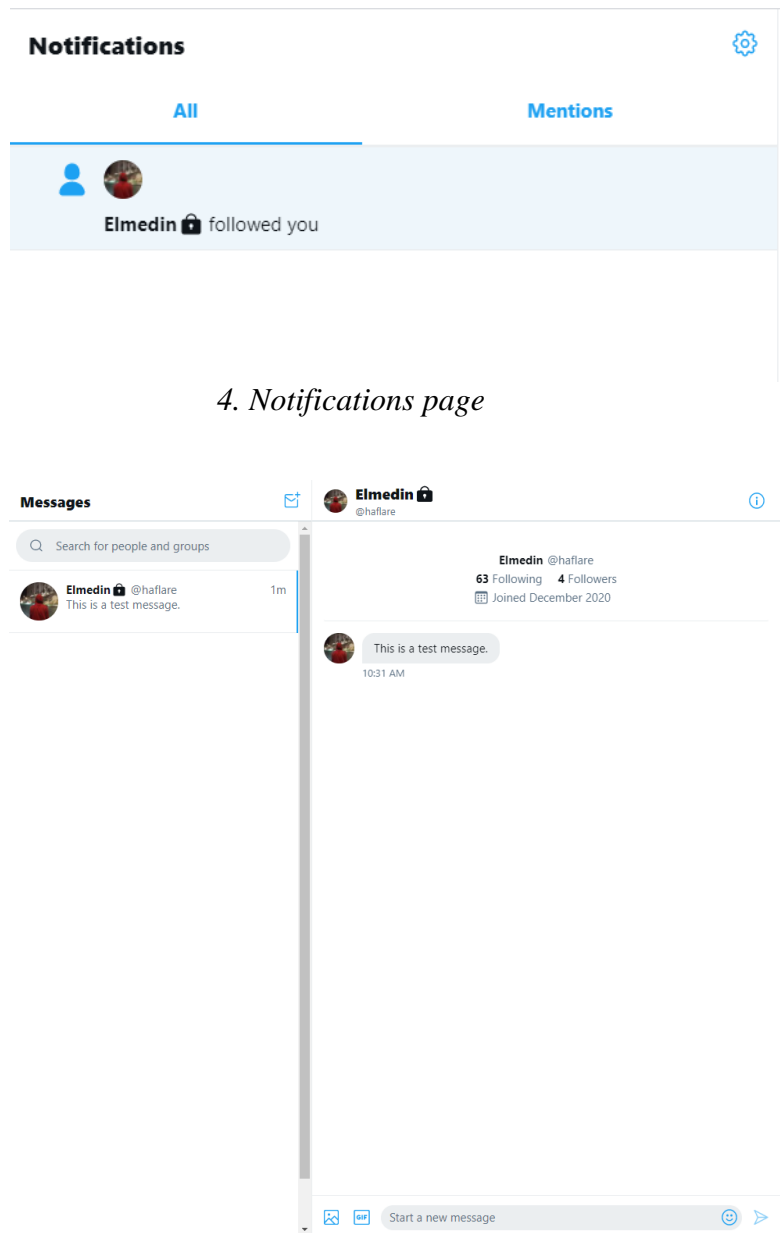 Notifications
All Mentions
Elmedin followed you
4. Notifications page
Messages
Search for people and groups
Elmedin @haflare 1m
This is a test message.
Elmedin
@haflare
Elmedin @haflare
63 Following 4 Followers
Joined December 2020
This is a test message.
10:31 AM
GIF Start a new message